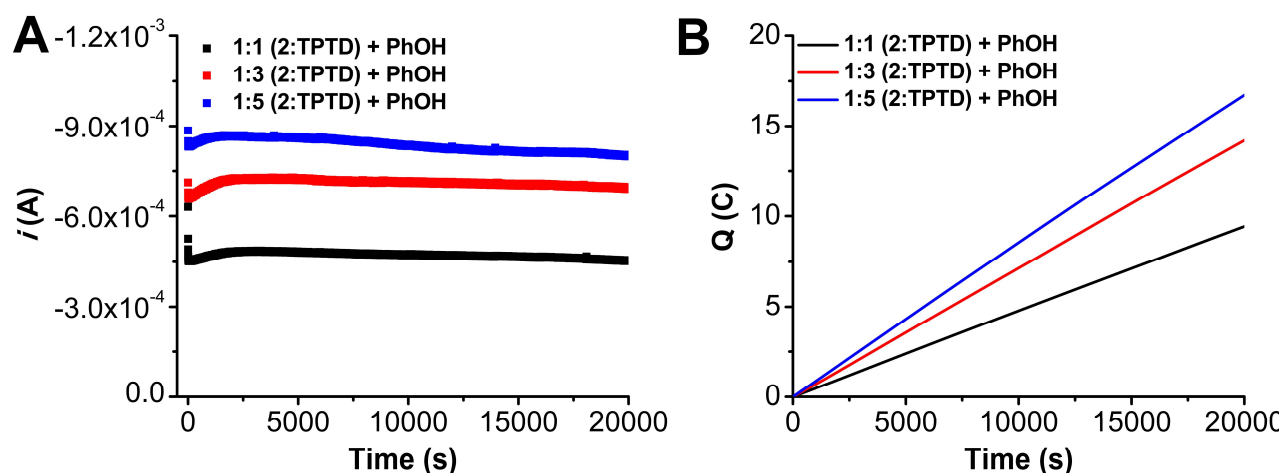 A
-1.2x10⁻³
-9.0x10⁻⁴
-6.0x10⁻⁴
-3.0x10⁻⁴
0.0
i (A)
1:1 (2:TPTD) + PhOH
1:3 (2:TPTD) + PhOH
1:5 (2:TPTD) + PhOH
0 5000 10000 15000 20000
Time (s)
B
20
15
10
5
0
Q (C)
1:1 (2:TPTD) + PhOH
1:3 (2:TPTD) + PhOH
1:5 (2:TPTD) + PhOH
0 5000 10000 15000 20000
Time (s)